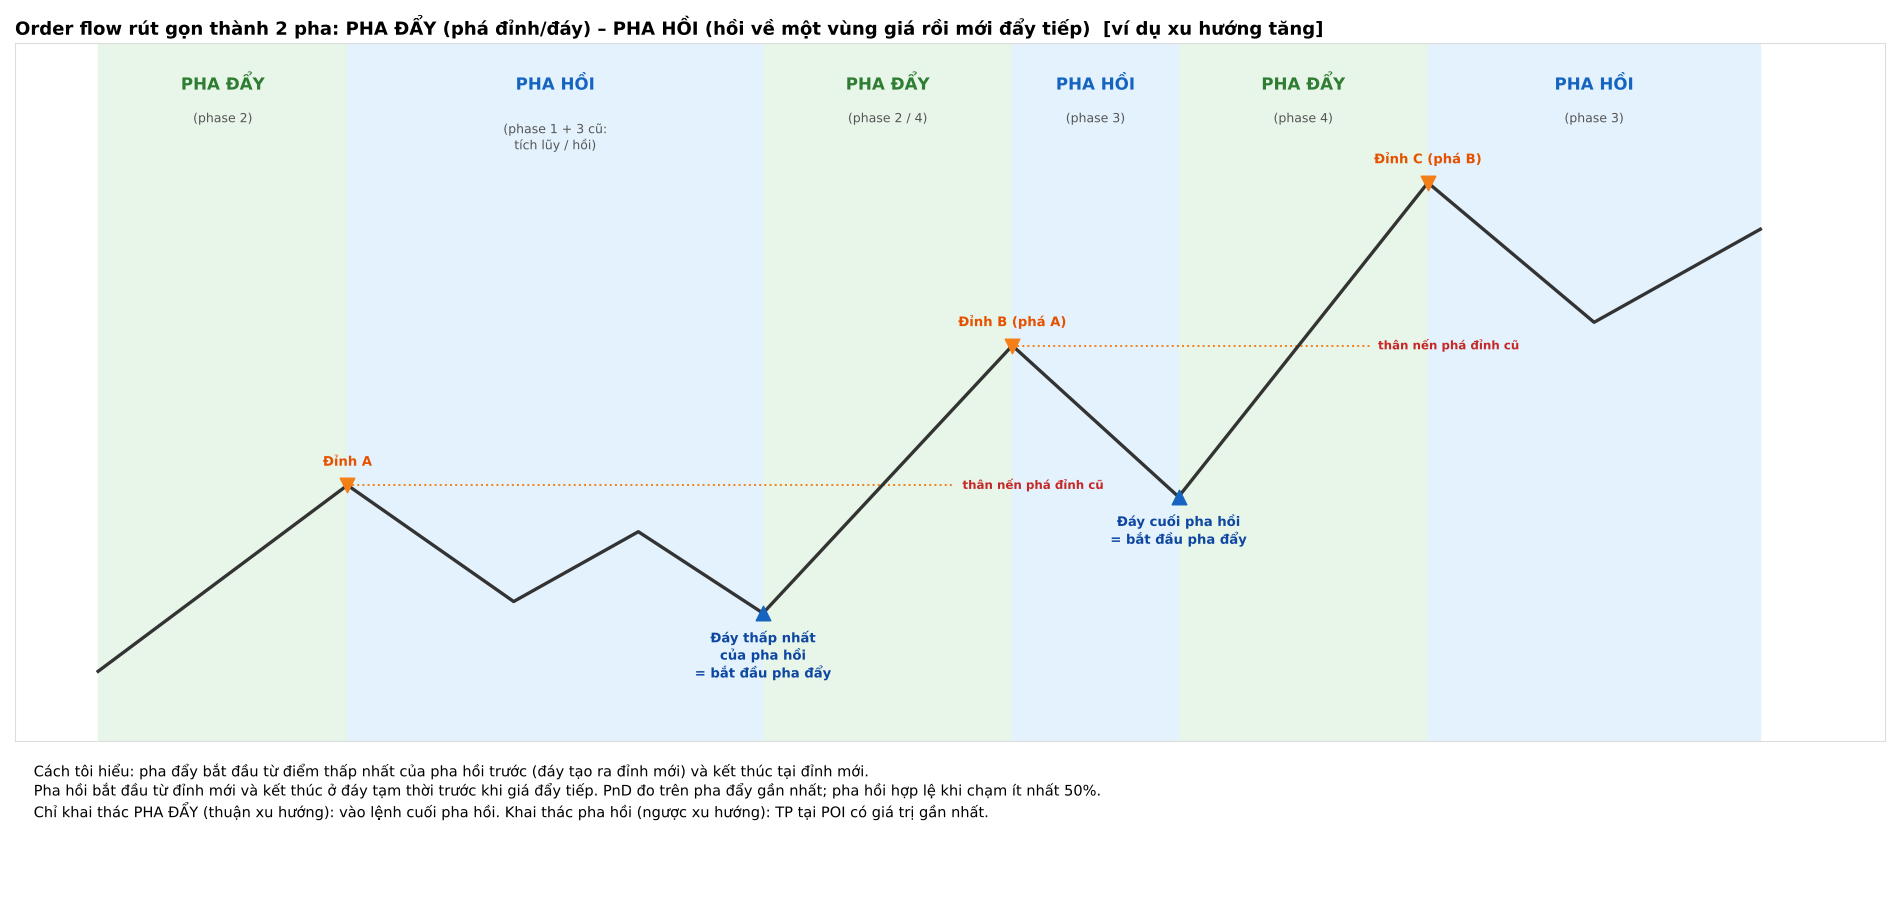 Order flow rút gọn thành 2 pha: PHA ĐẨY (phá đỉnh/đáy) – PHA HỒI (hồi về một vùng giá rồi mới đẩy tiếp)  [ví dụ xu hướng tăng]
PHA ĐẨY
(phase 2)
PHA HỒI
(phase 1 + 3 cũ:
tích lũy / hồi)
PHA ĐẨY
(phase 2 / 4)
PHA HỒI
(phase 3)
PHA ĐẨY
(phase 4)
PHA HỒI
(phase 3)
Đỉnh C (phá B)
Đỉnh B (phá A)
thân nến phá đỉnh cũ
Đỉnh A
thân nến phá đỉnh cũ
Đáy cuối pha hồi
= bắt đầu pha đẩy
Đáy thấp nhất
của pha hồi
= bắt đầu pha đẩy
Cách tôi hiểu: pha đẩy bắt đầu từ điểm thấp nhất của pha hồi trước (đáy tạo ra đỉnh mới) và kết thúc tại đỉnh mới.
Pha hồi bắt đầu từ đỉnh mới và kết thúc ở đáy tạm thời trước khi giá đẩy tiếp. PnD đo trên pha đẩy gần nhất; pha hồi hợp lệ khi chạm ít nhất 50%.
Chỉ khai thác PHA ĐẨY (thuận xu hướng): vào lệnh cuối pha hồi. Khai thác pha hồi (ngược xu hướng): TP tại POI có giá trị gần nhất.